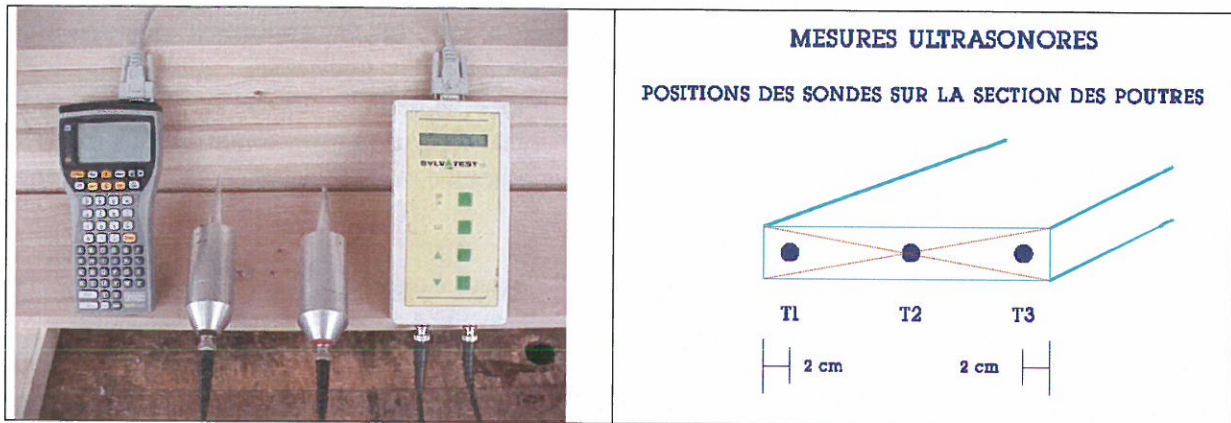 SYLVATEST
MESURES ULTRASONORES
POSITIONS DES SONDES SUR LA SECTION DES POUTRES
T1 T2 T3
2 cm 2 cm